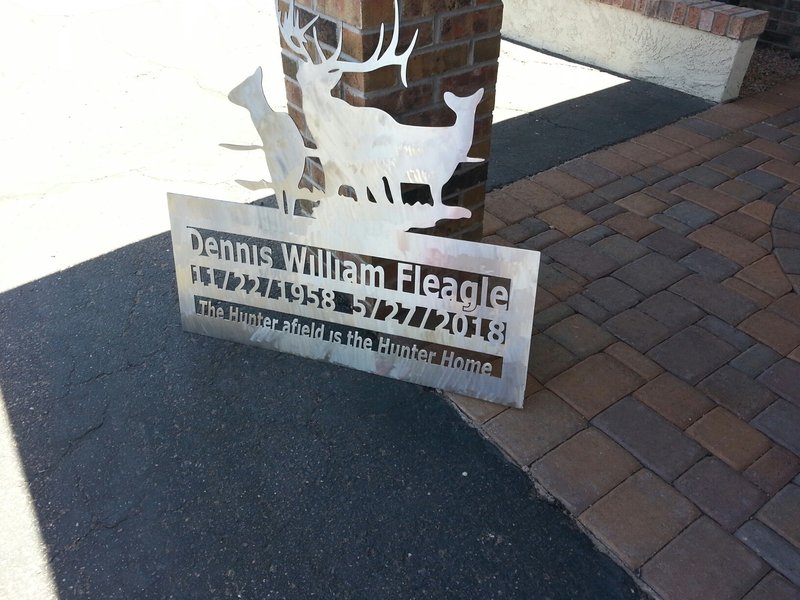 Dennis William Fleagle
11/22/1958 5/27/2018
The Hunter afield is the Hunter Home